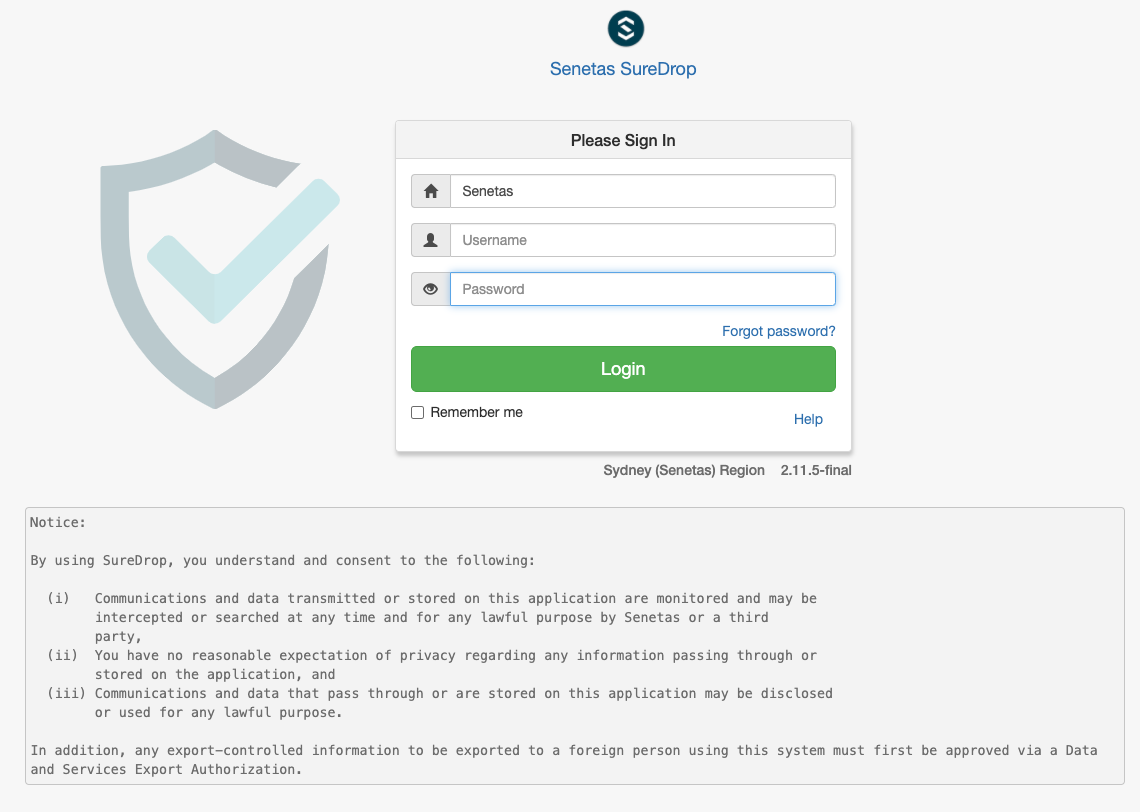 Senetas SureDrop
Please Sign In
Senetas
Username
Password
Forgot password?
Login
Remember me
Help
Sydney (Senetas) Region 2.11.5-final
Notice:
By using SureDrop, you understand and consent to the following:
(i) Communications and data transmitted or stored on this application are monitored and may be
intercepted or searched at any time and for any lawful purpose by Senetas or a third
party,
(ii) You have no reasonable expectation of privacy regarding any information passing through or
stored on the application, and
(iii) Communications and data that pass through or are stored on this application may be disclosed
or used for any lawful purpose.
In addition, any export-controlled information to be exported to a foreign person using this system must first be approved via a Data
and Services Export Authorization.